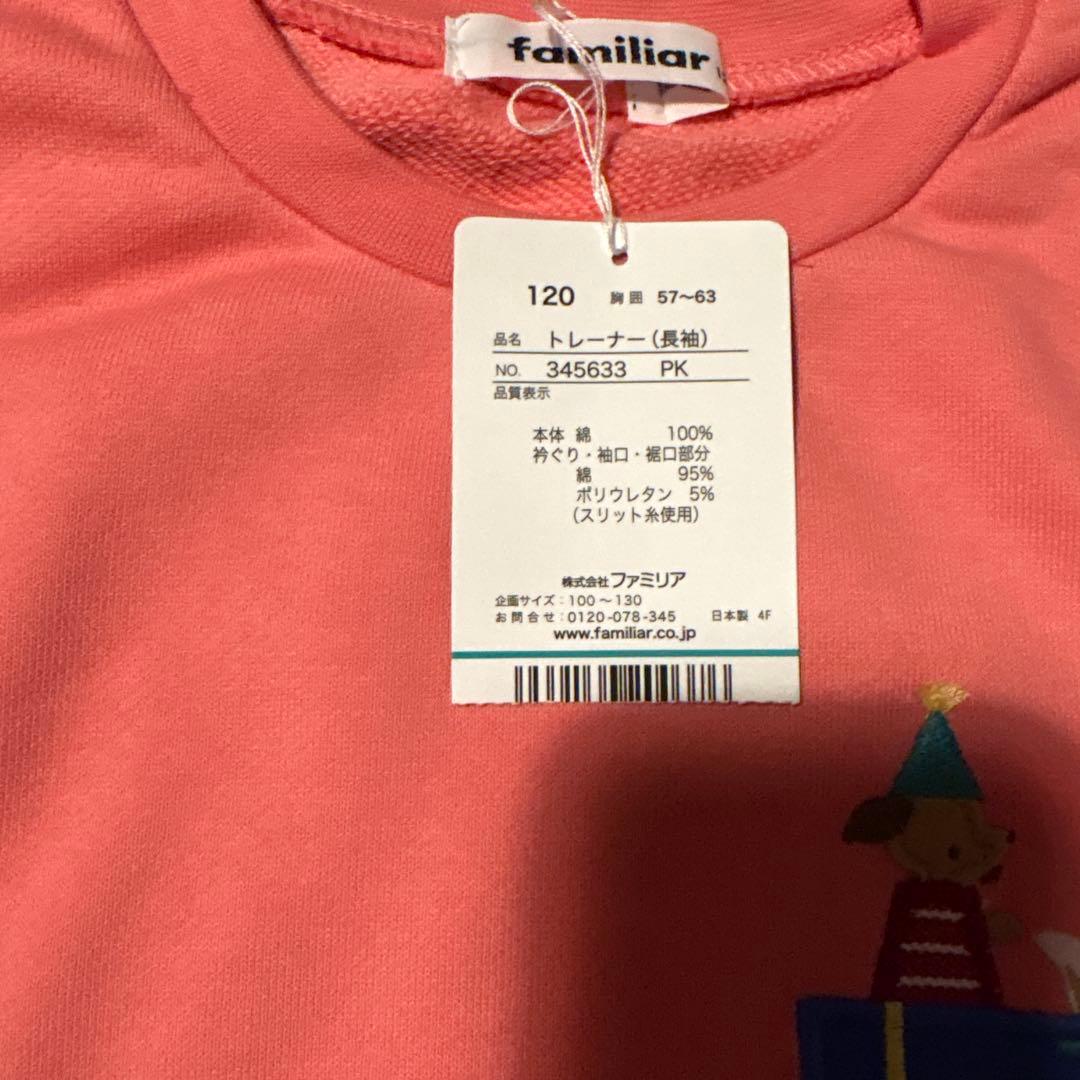 familiar
120 胸囲 57～63
品名 トレーナー(長袖)
NO. 345633 PK
品質表示
本体 綿 100%
衿ぐり・袖口・裾口部分
綿 95%
ポリウレタン 5%
(スリット糸使用)
株式会社ファミリア
企画サイズ：100～130
お問合せ：0120-078-345 日本製 4F
www.familiar.co.jp